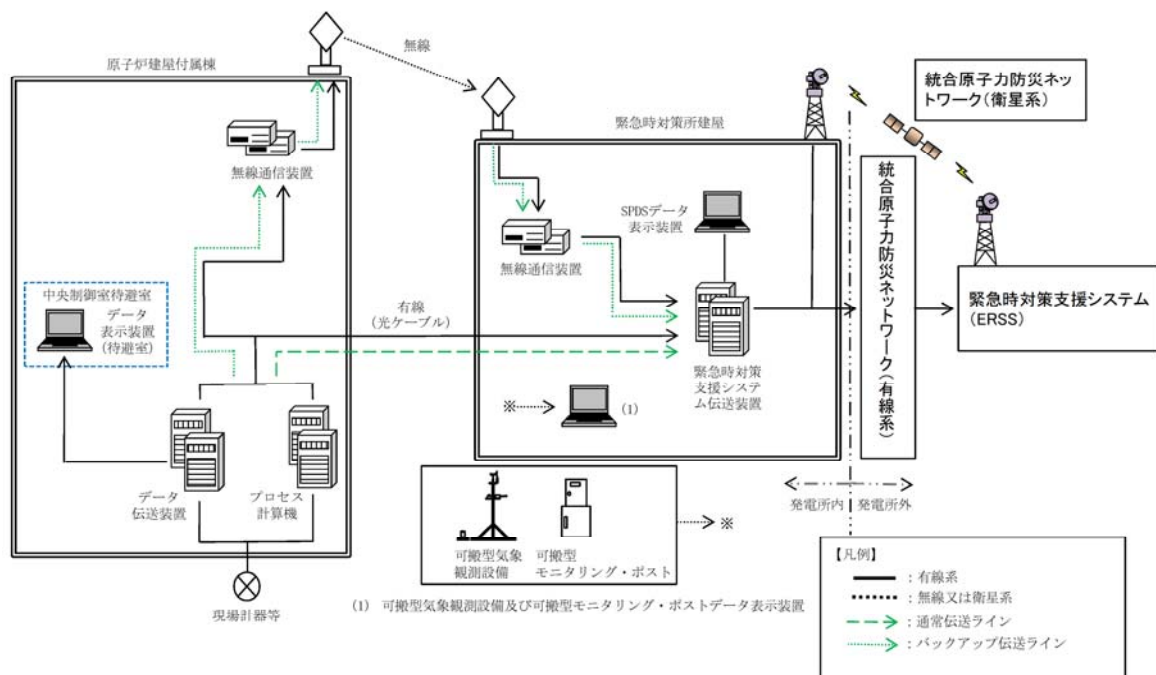 原子炉建屋付属棟
無線
無線通信装置
中央制御室待避室
データ
表示装置
(待避室)
データ
伝送装置
プロセス
計算機
現場計器等
有線
(光ケーブル)
緊急時対策所建屋
無線通信装置
SPDSデータ
表示装置
緊急時対策
支援システ
ム伝送装置
※
(1)
可搬型気象
観測設備
可搬型
モニタリング・ポスト
※
(1) 可搬型気象観測設備及び可搬型モニタリング・ポストデータ表示装置
統合原子力防災ネッ
トワーク(衛星系)
統合原子力防災ネットワーク(有線系)
緊急時対策支援システム
(ERSS)
発電所内
発電所外
【凡例】
:有線系
:無線又は衛星系
:通常伝送ライン
:バックアップ伝送ライン